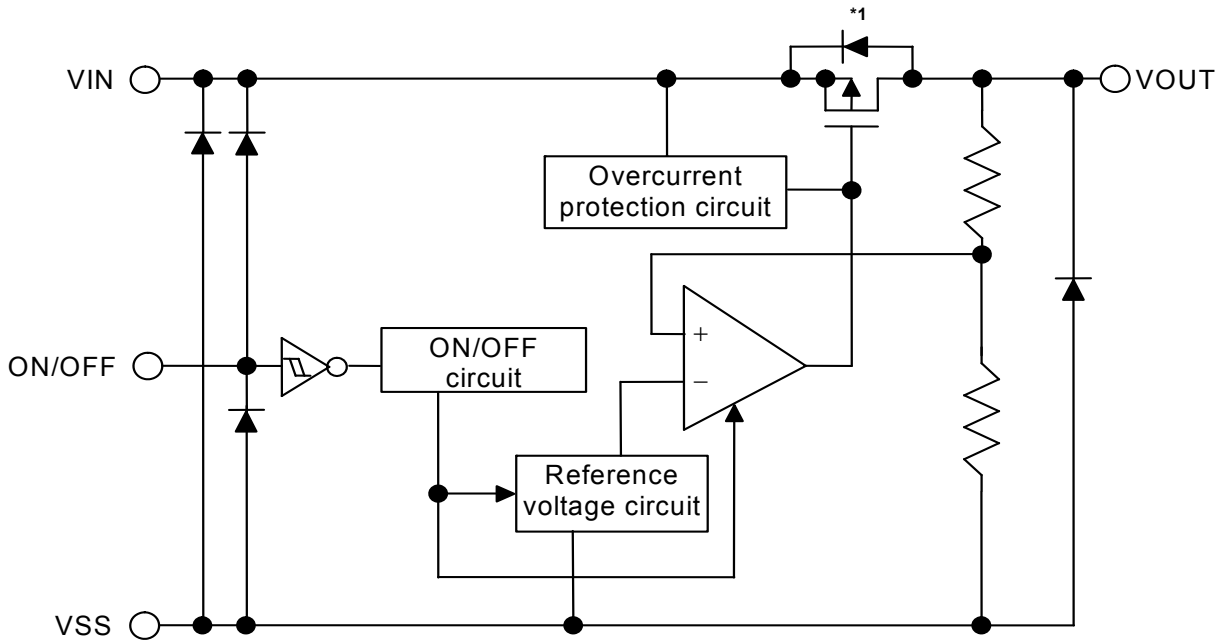 *1
VIN
VOUT
Overcurrent
protection circuit
+
−
ON/OFF
ON/OFF
circuit
Reference
voltage circuit
VSS